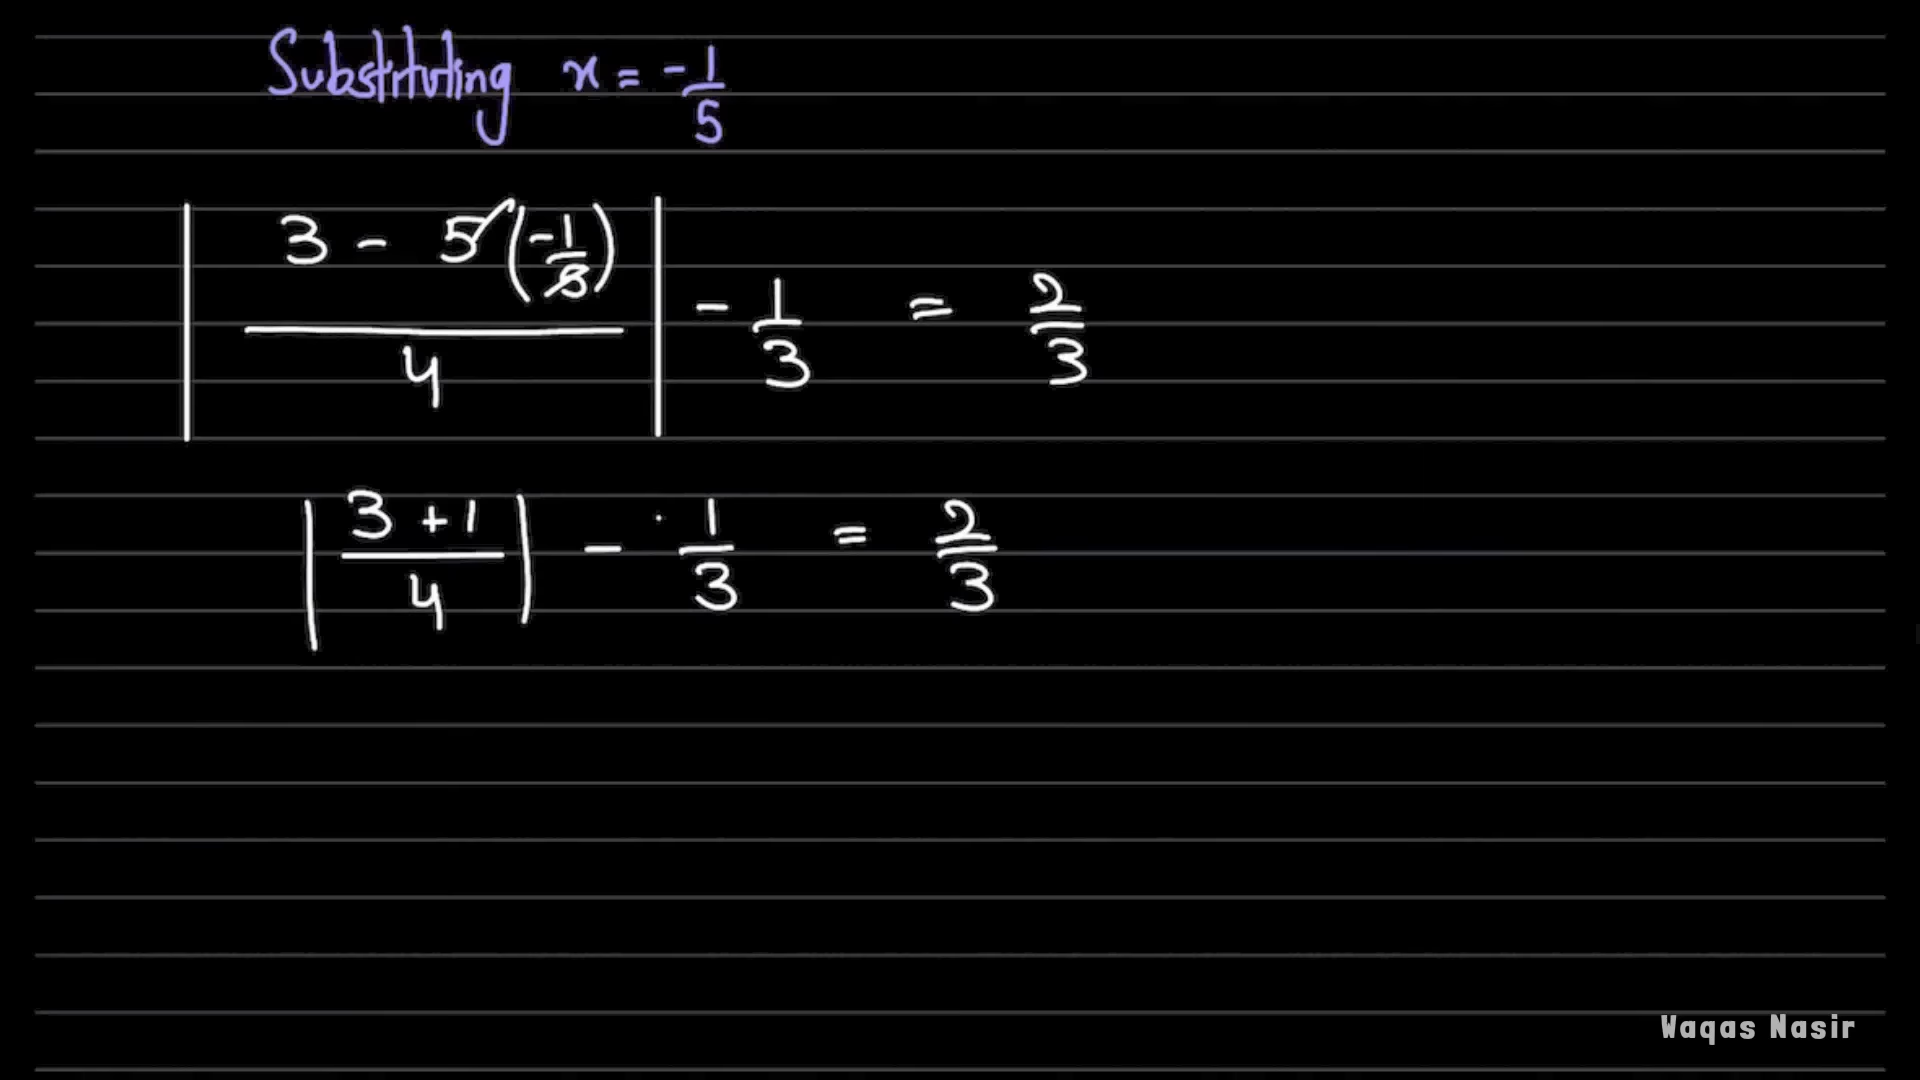 Substituting x = -1/5
|(3 - 5(-1/5))/4| - 1/3 = 2/3
|(3 + 1)/4| - 1/3 = 2/3
Waqas Nasir